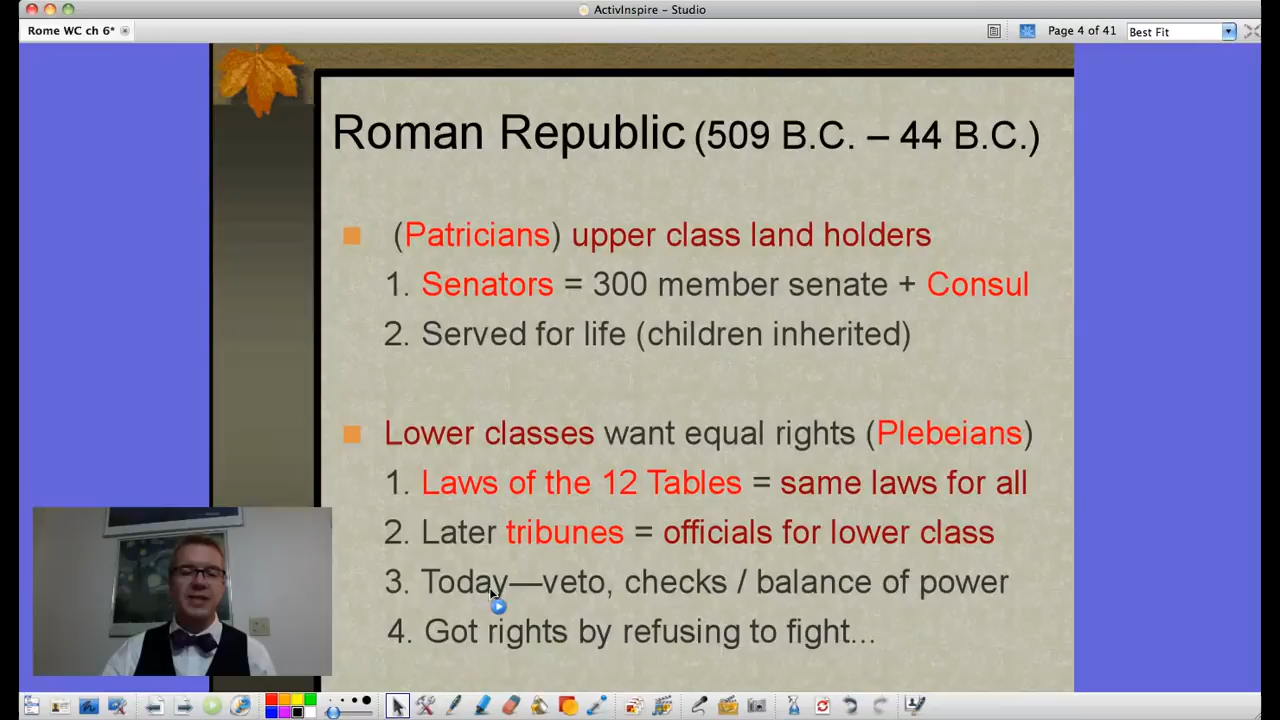 ActivInspire – Studio
Rome WC ch 6*
Page 4 of 41
Best Fit
Roman Republic (509 B.C. – 44 B.C.)
(Patricians) upper class land holders
1. Senators = 300 member senate + Consul
2. Served for life (children inherited)
Lower classes want equal rights (Plebeians)
1. Laws of the 12 Tables = same laws for all
2. Later tribunes = officials for lower class
3. Today—veto, checks / balance of power
4. Got rights by refusing to fight...